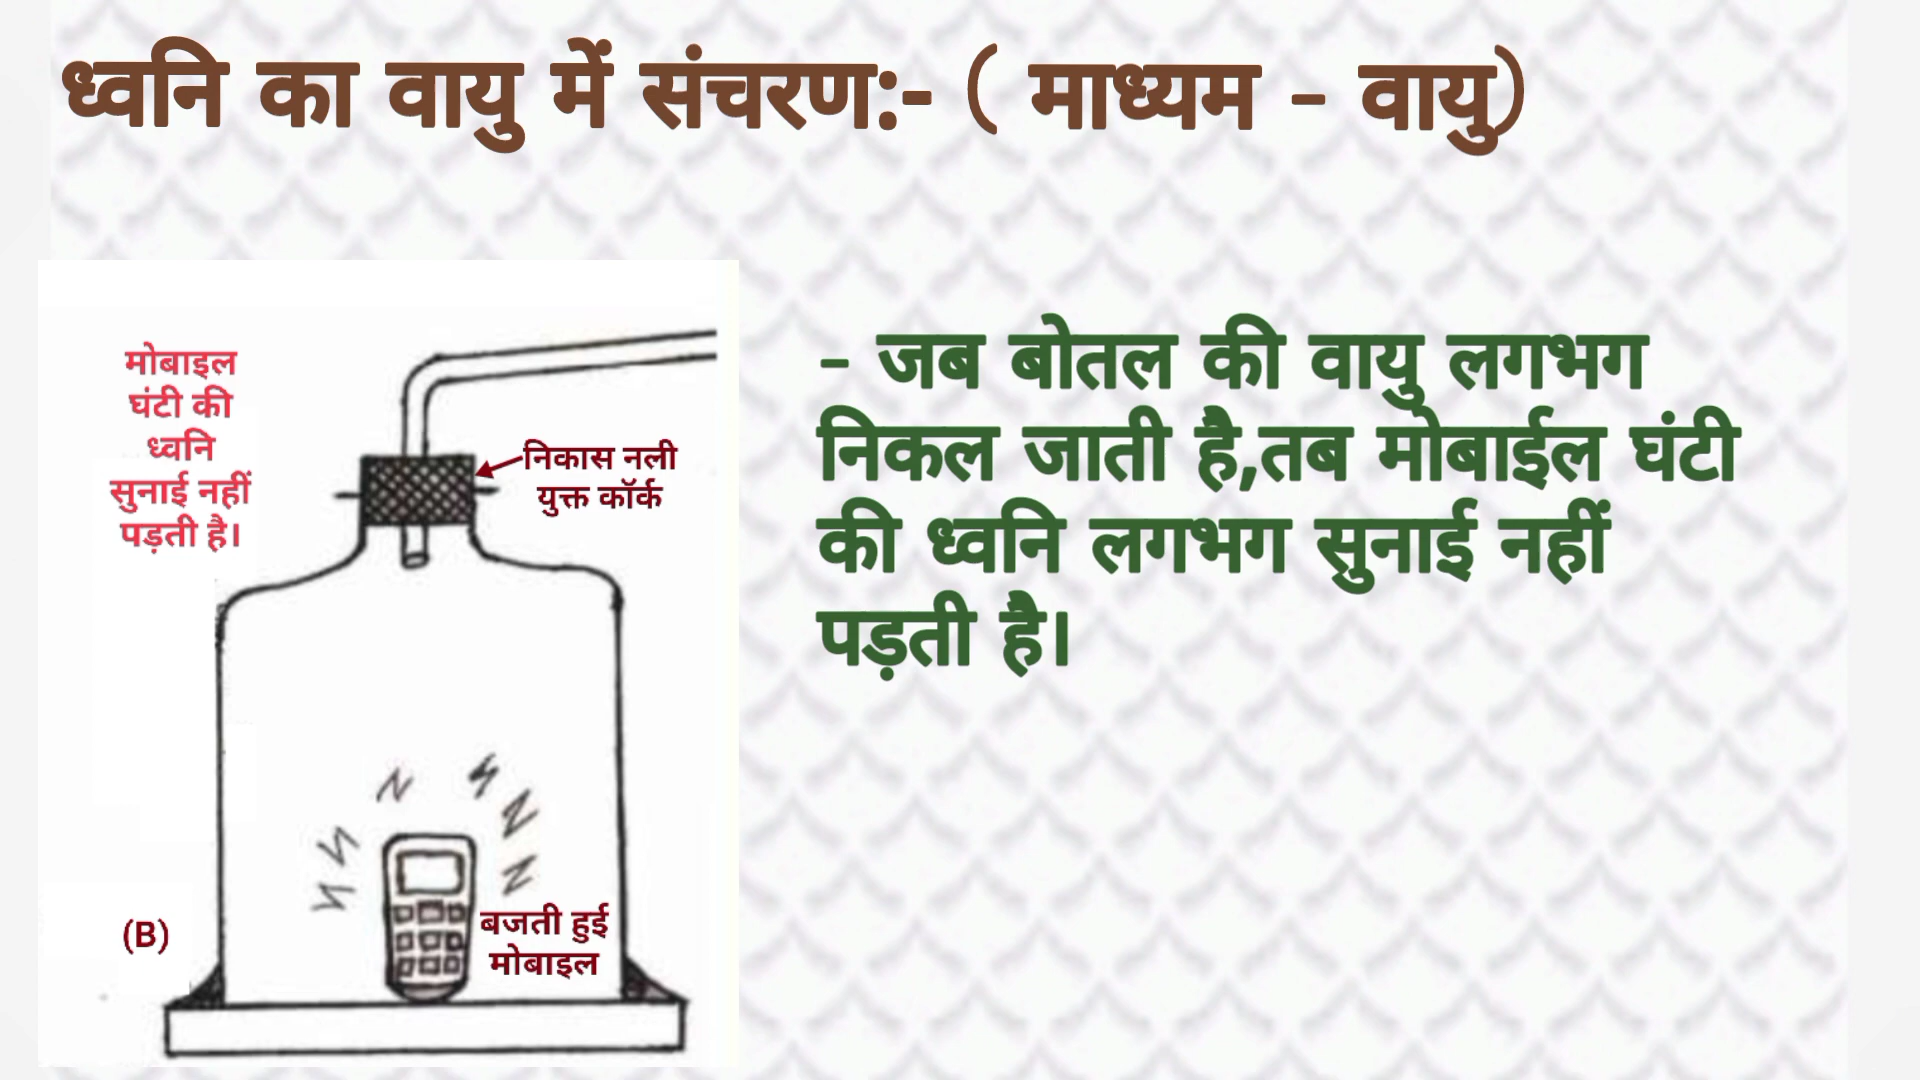 ध्वनि का वायु में संचरण:- ( माध्यम - वायु)
मोबाइल
घंटी की
ध्वनि
सुनाई नहीं
पड़ती है।
निकास नली
युक्त कॉर्क
(B)
बजती हुई
मोबाइल
- जब बोतल की वायु लगभग
निकल जाती है,तब मोबाईल घंटी
की ध्वनि लगभग सुनाई नहीं
पड़ती है।